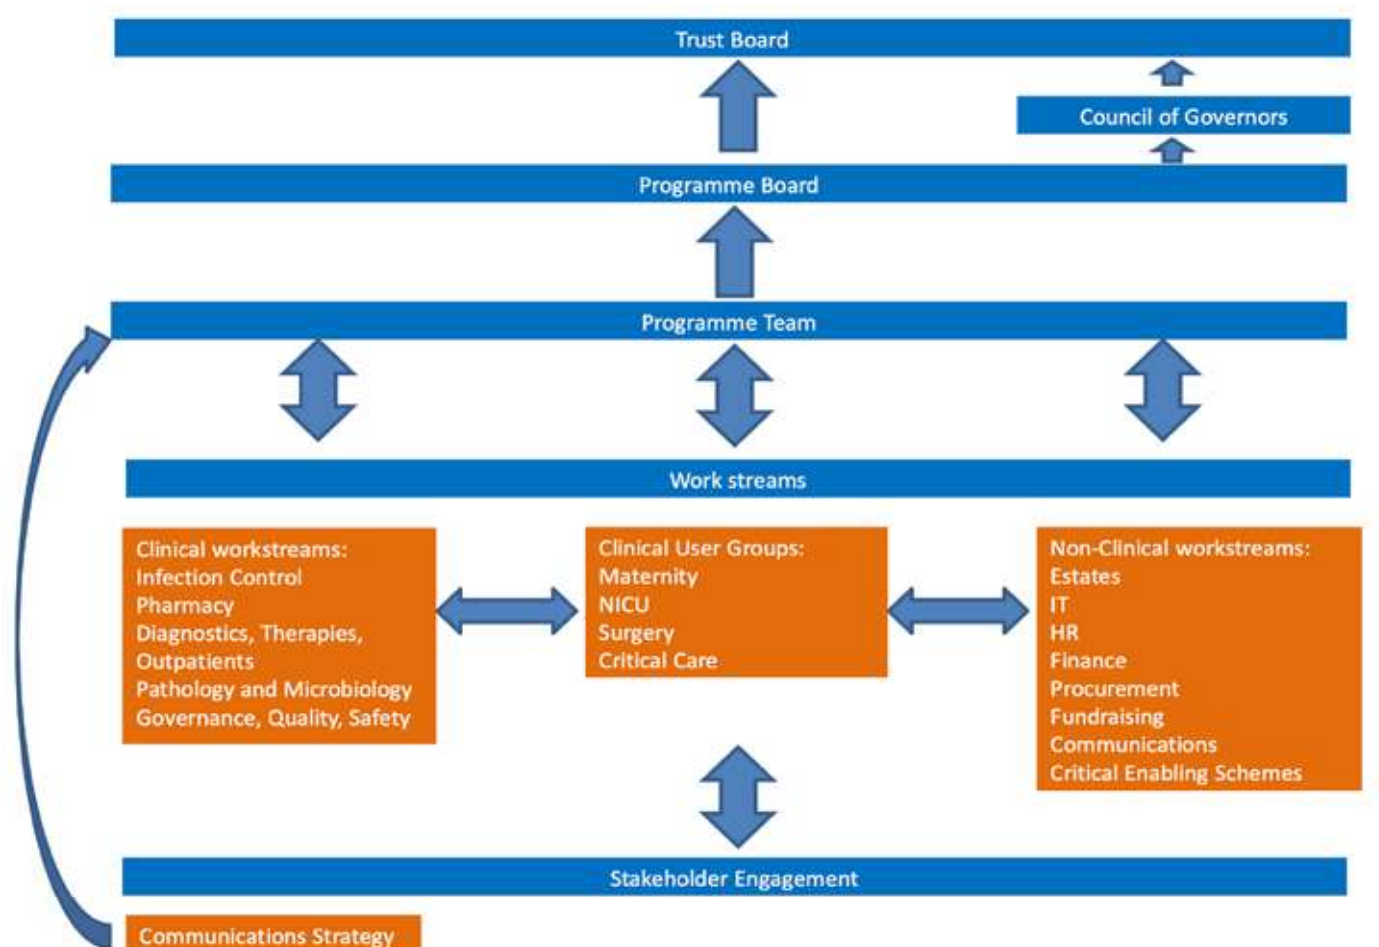 Trust Board
Council of Governors
Programme Board
Programme Team
Work streams
Clinical workstreams:
Infection Control
Pharmacy
Diagnostics, Therapies,
Outpatients
Pathology and Microbiology
Governance, Quality, Safety
Clinical User Groups:
Maternity
NICU
Surgery
Critical Care
Non-Clinical workstreams:
Estates
IT
HR
Finance
Procurement
Fundraising
Communications
Critical Enabling Schemes
Stakeholder Engagement
Communications Strategy